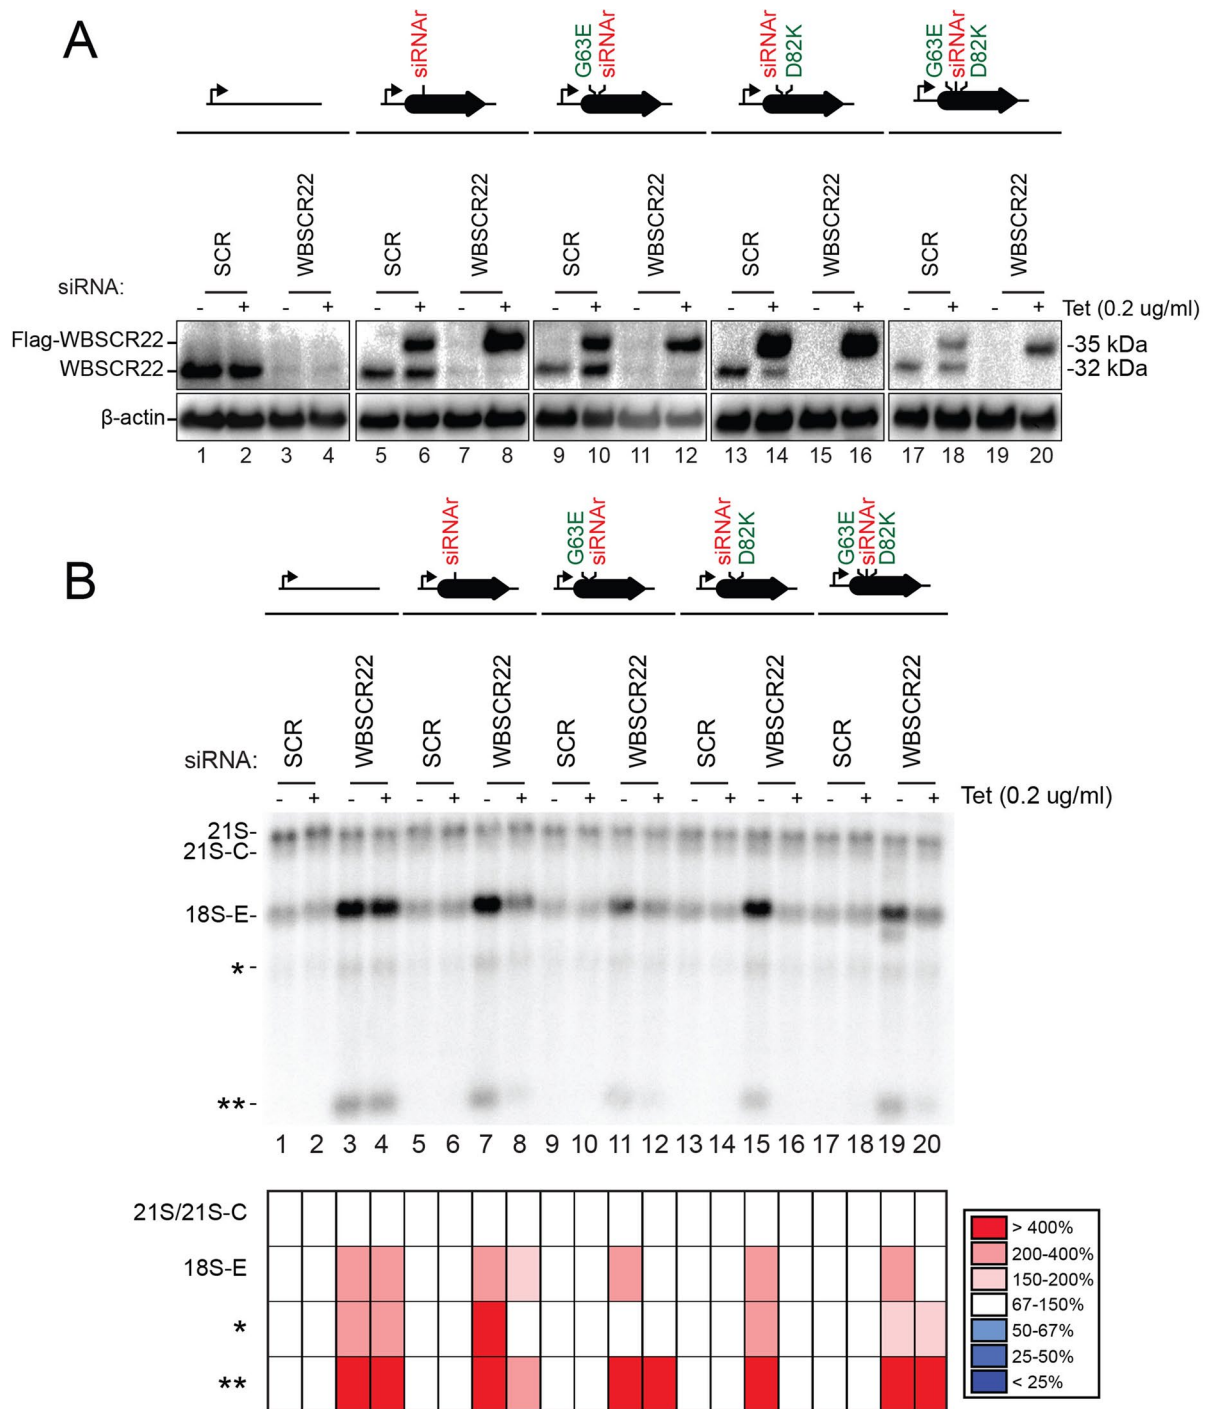 A
siRNAr
G63E
siRNAr
siRNAr
D82K
G63E
siRNAr
D82K
SCR
WBSCR22
SCR
WBSCR22
SCR
WBSCR22
SCR
WBSCR22
SCR
WBSCR22
siRNA:
- + - + - + - + - + - + - + - + - + - + Tet (0.2 ug/ml)
Flag-WBSCR22 -35 kDa
WBSCR22 -32 kDa
β-actin
1 2 3 4 5 6 7 8 9 10 11 12 13 14 15 16 17 18 19 20
B
siRNAr
G63E
siRNAr
siRNAr
D82K
G63E
siRNAr
D82K
SCR
WBSCR22
SCR
WBSCR22
SCR
WBSCR22
SCR
WBSCR22
SCR
WBSCR22
siRNA:
- + - + - + - + - + - + - + - + - + - + Tet (0.2 ug/ml)
21S-
21S-C-
18S-E-
* -
** -
1 2 3 4 5 6 7 8 9 10 11 12 13 14 15 16 17 18 19 20
21S/21S-C
18S-E
*
**
> 400%
200-400%
150-200%
67-150%
50-67%
25-50%
< 25%